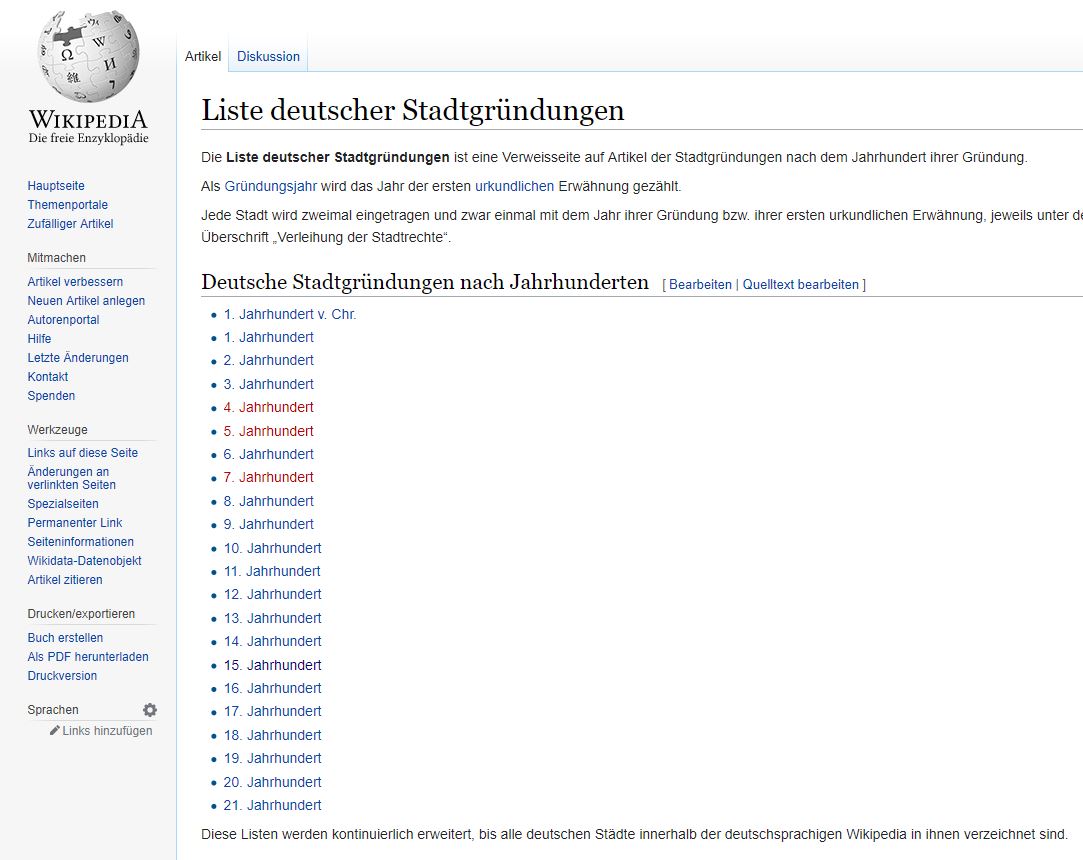 WIKIPEDIA
Die freie Enzyklopädie
Hauptseite
Themenportale
Zufälliger Artikel
Mitmachen
Artikel verbessern
Neuen Artikel anlegen
Autorenportal
Hilfe
Letzte Änderungen
Kontakt
Spenden
Werkzeuge
Links auf diese Seite
Änderungen an
verlinkten Seiten
Spezialseiten
Permanenter Link
Seiteninformationen
Wikidata-Datenobjekt
Artikel zitieren
Drucken/exportieren
Buch erstellen
Als PDF herunterladen
Druckversion
Sprachen
Links hinzufügen
Artikel Diskussion
Liste deutscher Stadtgründungen
Die Liste deutscher Stadtgründungen ist eine Verweisseite auf Artikel der Stadtgründungen nach dem Jahrhundert ihrer Gründung.
Als Gründungsjahr wird das Jahr der ersten urkundlichen Erwähnung gezählt.
Jede Stadt wird zweimal eingetragen und zwar einmal mit dem Jahr ihrer Gründung bzw. ihrer ersten urkundlichen Erwähnung, jeweils unter
Überschrift „Verleihung der Stadtrechte“.
Deutsche Stadtgründungen nach Jahrhunderten [ Bearbeiten | Quelltext bearbeiten ]
• 1. Jahrhundert v. Chr.
• 1. Jahrhundert
• 2. Jahrhundert
• 3. Jahrhundert
• 4. Jahrhundert
• 5. Jahrhundert
• 6. Jahrhundert
• 7. Jahrhundert
• 8. Jahrhundert
• 9. Jahrhundert
• 10. Jahrhundert
• 11. Jahrhundert
• 12. Jahrhundert
• 13. Jahrhundert
• 14. Jahrhundert
• 15. Jahrhundert
• 16. Jahrhundert
• 17. Jahrhundert
• 18. Jahrhundert
• 19. Jahrhundert
• 20. Jahrhundert
• 21. Jahrhundert
Diese Listen werden kontinuierlich erweitert, bis alle deutschen Städte innerhalb der deutschsprachigen Wikipedia in ihnen verzeichnet sind.